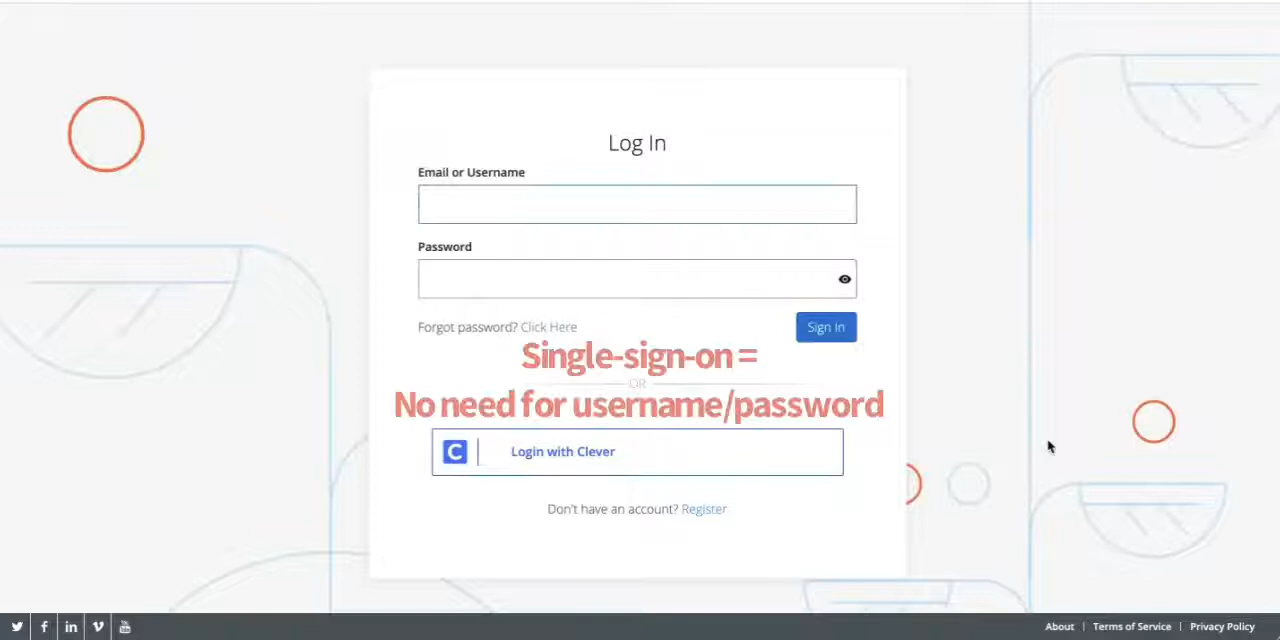 Log In
Email or Username
Password
Forgot password? Click Here
Sign In
Single-sign-on =
OR
No need for username/password
C
Login with Clever
Don't have an account? Register
About | Terms of Service | Privacy Policy